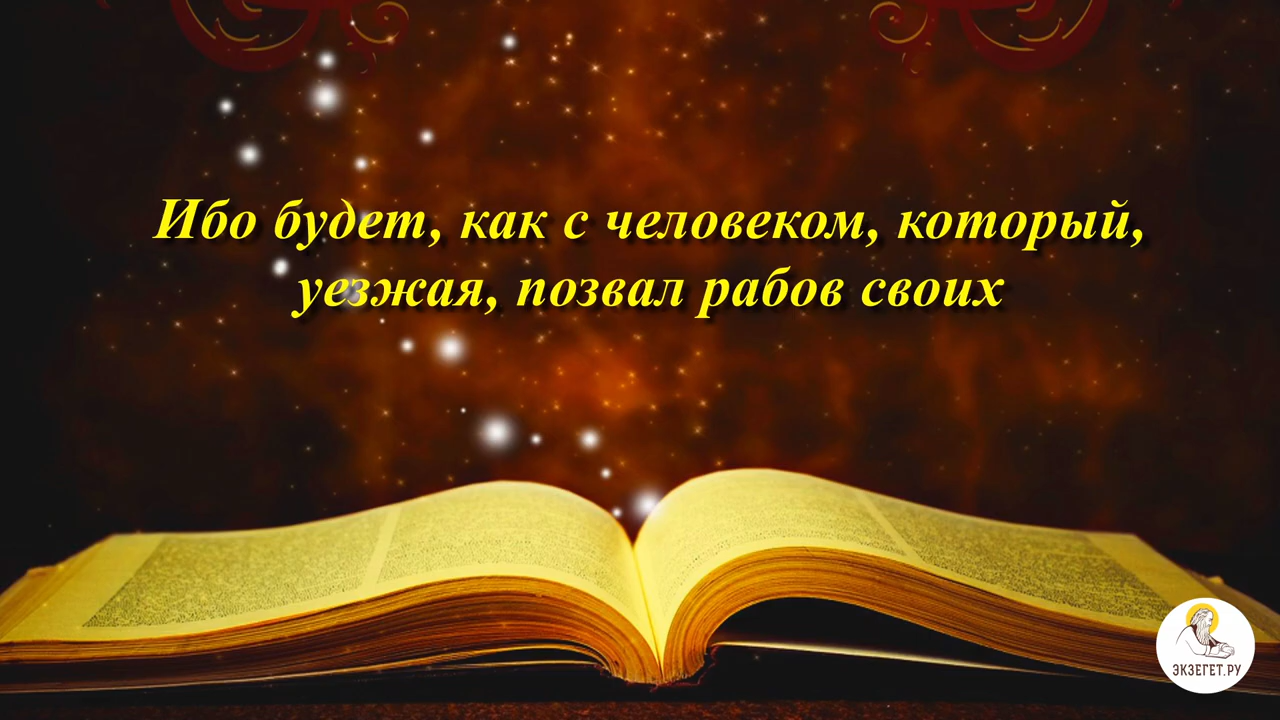 Ибо будет, как с человеком, который,
уезжая, позвал рабов своих
ЭКЗЕГЕТ.РУ